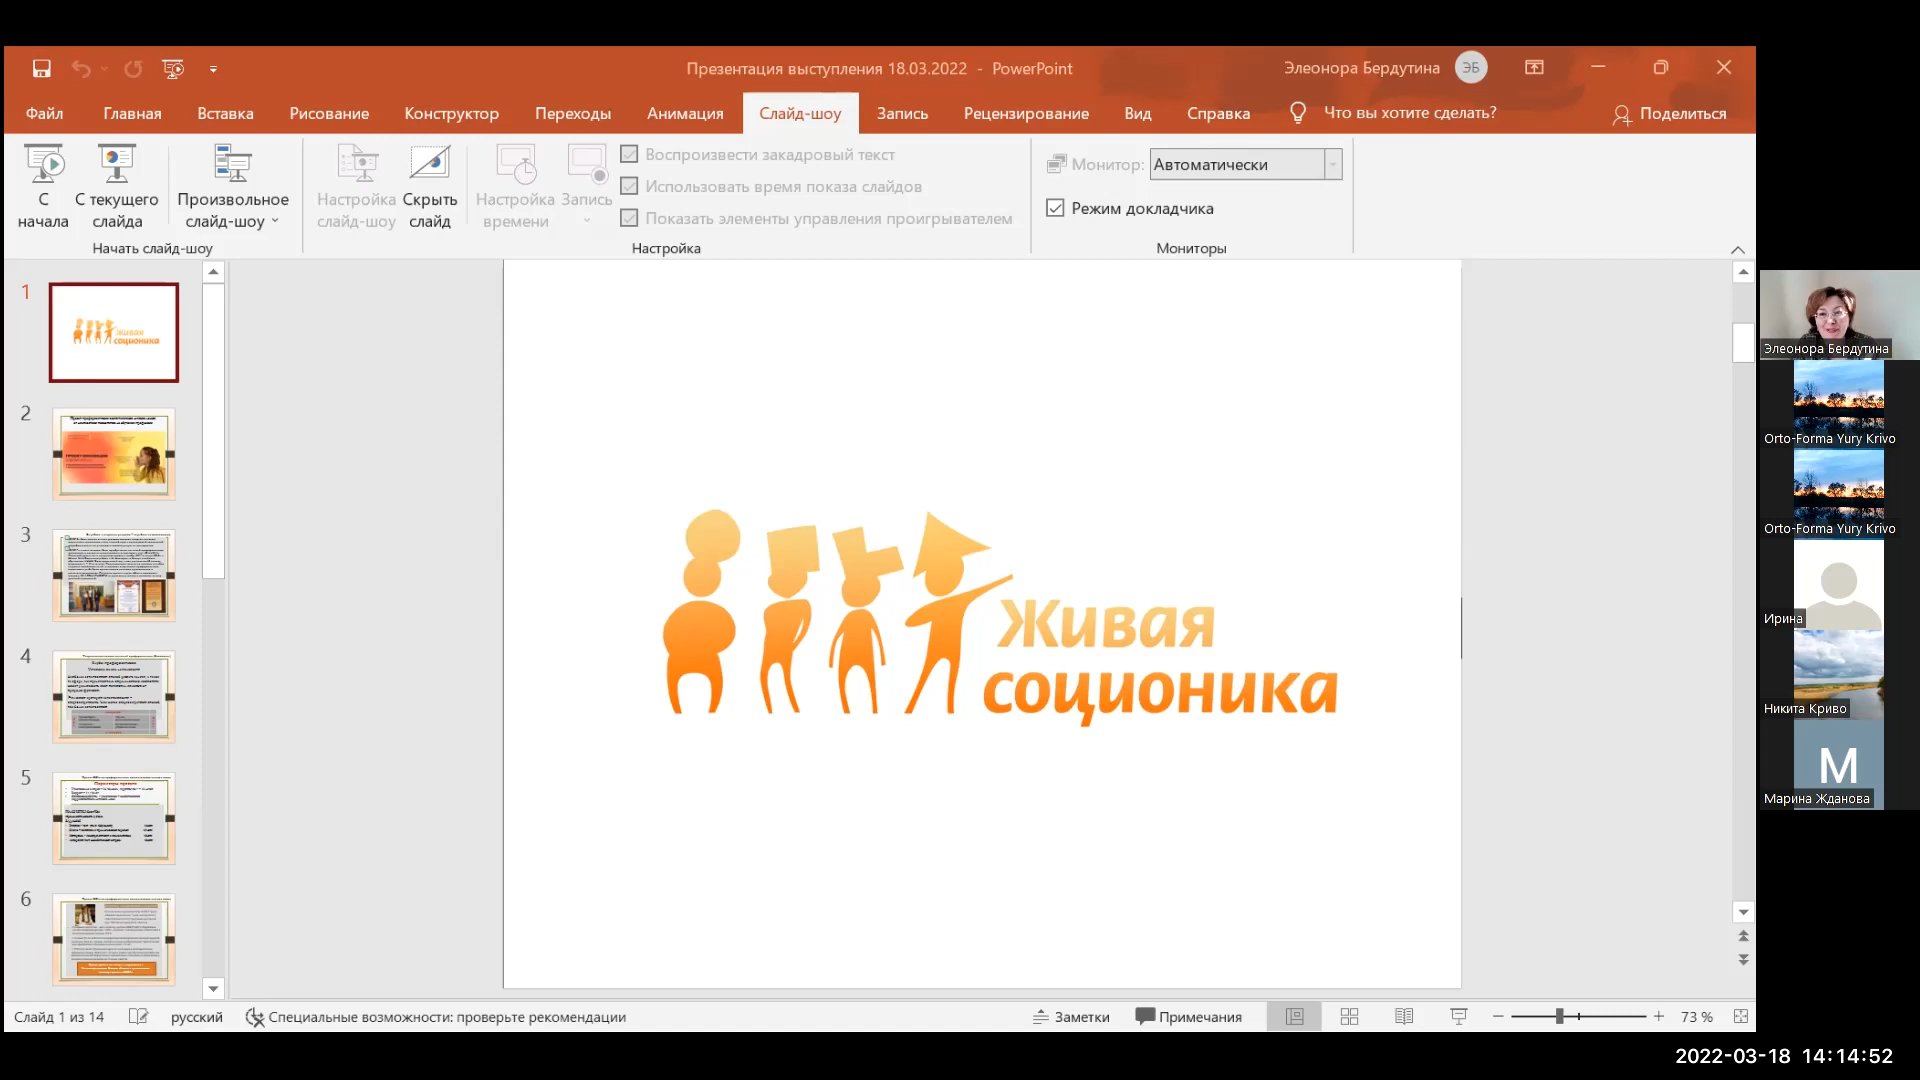 Презентация выступления 18.03.2022 - PowerPoint
Элеонора Бердутина
ЭБ
Файл
Главная
Вставка
Рисование
Конструктор
Переходы
Анимация
Слайд-шоу
Запись
Рецензирование
Вид
Справка
Что вы хотите сделать?
Поделиться
С начала
С текущего слайда
Произвольное слайд-шоу
Начать слайд-шоу
Настройка слайд-шоу
Скрыть слайд
Настройка времени
Запись
Воспроизвести закадровый текст
Использовать время показа слайдов
Показать элементы управления проигрывателем
Настройка
Монитор:
Автоматически
Режим докладчика
Мониторы
1
Живая
соционика
2
3
4
5
6
Живая
соционика
Элеонора Бердутина
Orto-Forma Yury Krivo
Orto-Forma Yury Krivo
Ирина
Никита Криво
М
Марина Жданова
Слайд 1 из 14
русский
Специальные возможности: проверьте рекомендации
Заметки
Примечания
73 %
2022-03-18 14:14:52